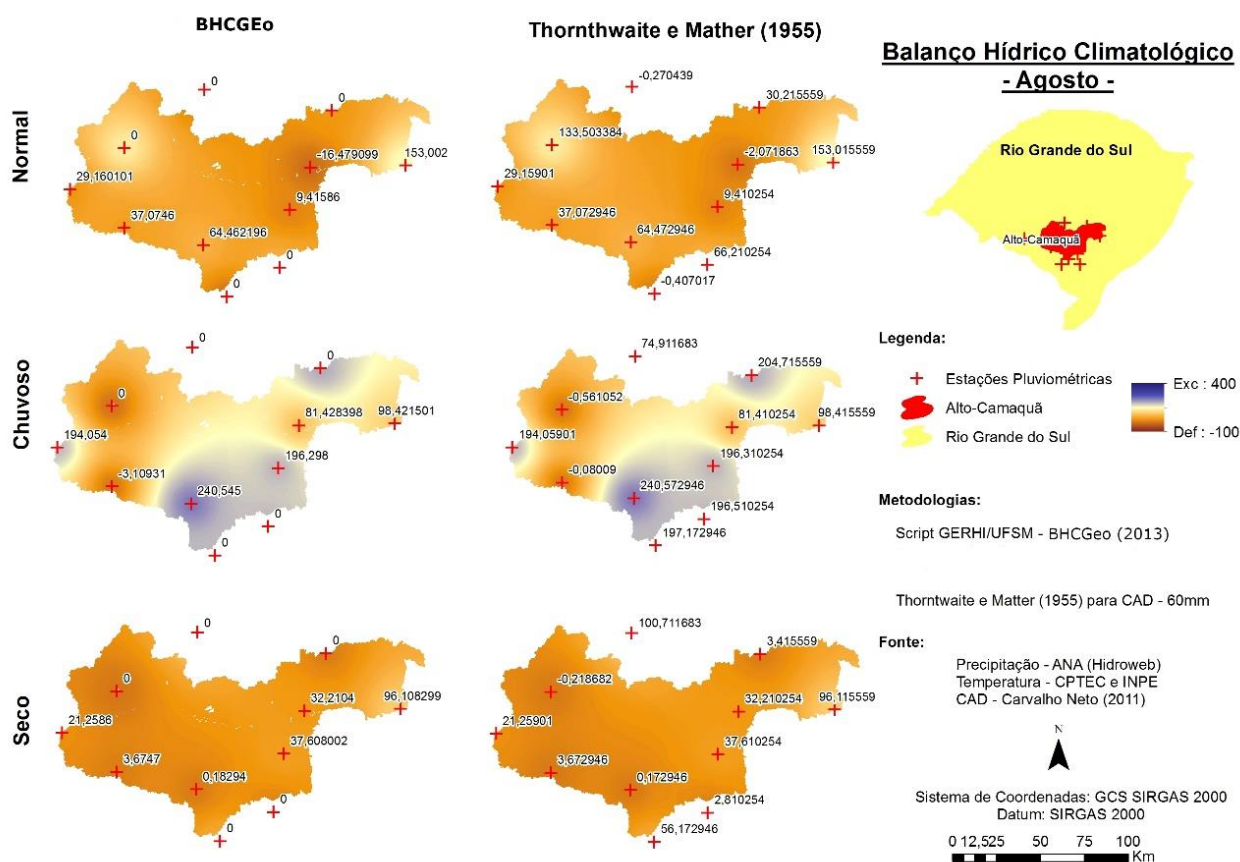 BHCGEo
Thornthwaite e Mather (1955)
Balanço Hídrico Climatológico
- Agosto -
Normal
0
0
0
-16,479099
153,002
29,160101
9,41586
37,0746
64,462196
0
0
-0,270439
30,215559
133,503384
-2,071863
153,015559
29,15901
9,410254
37,072946
64,472946
66,210254
-0,407017
Rio Grande do Sul
Alto-Camaquã
Chuvoso
0
0
0
81,428398
98,421501
194,054
196,298
-3,10931
240,545
0
0
74,911683
204,715559
-0,561052
81,410254
98,415559
194,05901
196,310254
-0,08009
240,572946
196,510254
197,172946
Legenda:
Estações Pluviométricas
Alto-Camaquã
Rio Grande do Sul
Exc : 400
Def : -100
Metodologias:
Script GERHI/UFSM - BHCGeo (2013)
Thorntwaite e Matter (1955) para CAD - 60mm
Seco
0
0
0
32,2104
96,108299
21,2586
37,608002
3,6747
0,18294
0
0
100,711683
3,415559
-0,218682
32,210254
96,115559
21,25901
37,610254
3,672946
0,172946
2,810254
56,172946
Fonte:
Precipitação - ANA (Hidroweb)
Temperatura - CPTEC e INPE
CAD - Carvalho Neto (2011)
N
Sistema de Coordenadas: GCS SIRGAS 2000
Datum: SIRGAS 2000
0 12,525 50 75 100
Km